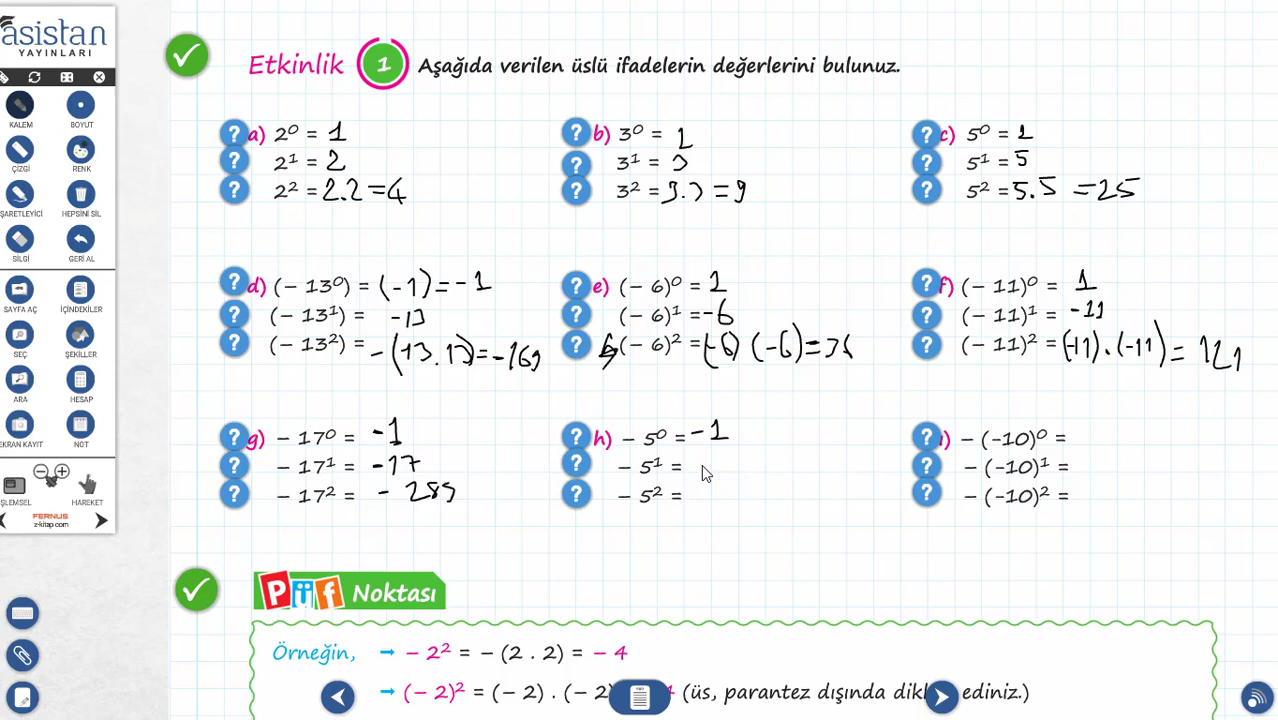 asistan
YAYINLARI
KALEM BOYUT
ÇİZGİ RENK
ŞARETLEYİCİ HEPSİNİ SİL
SİLGİ GERİ AL
SAYFA AÇ İÇİNDEKİLER
SEÇ ŞEKİLLER
ARA HESAP
EKRAN KAYIT NOT
İŞLEMSEL HAREKET
FERNUS
z-kitap.com
Etkinlik 1 Aşağıda verilen üslü ifadelerin değerlerini bulunuz.
a) 2⁰ = 1
2¹ = 2
2² = 2.2 = 4
b) 3⁰ = 1
3¹ = 3
3² = 3.3 = 9
c) 5⁰ = 1
5¹ = 5
5² = 5.5 = 25
d) (– 13⁰) = (-1) = -1
(– 13¹) = -13
(– 13²) = -(13.13) = -169
e) (– 6)⁰ = 1
(– 6)¹ = -6
(– 6)² = (-6) (-6) = 36
f) (– 11)⁰ = 1
(– 11)¹ = -11
(– 11)² = (-11).(-11) = 121
g) – 17⁰ = -1
– 17¹ = -17
– 17² = - 289
h) – 5⁰ = -1
– 5¹ =
– 5² =
ı) – (-10)⁰ =
– (-10)¹ =
– (-10)² =
Püf Noktası
Örneğin, → – 2² = – (2 . 2) = – 4
→ (– 2)² = (– 2) . (– 2) 4 (üs, parantez dışında ediniz.)